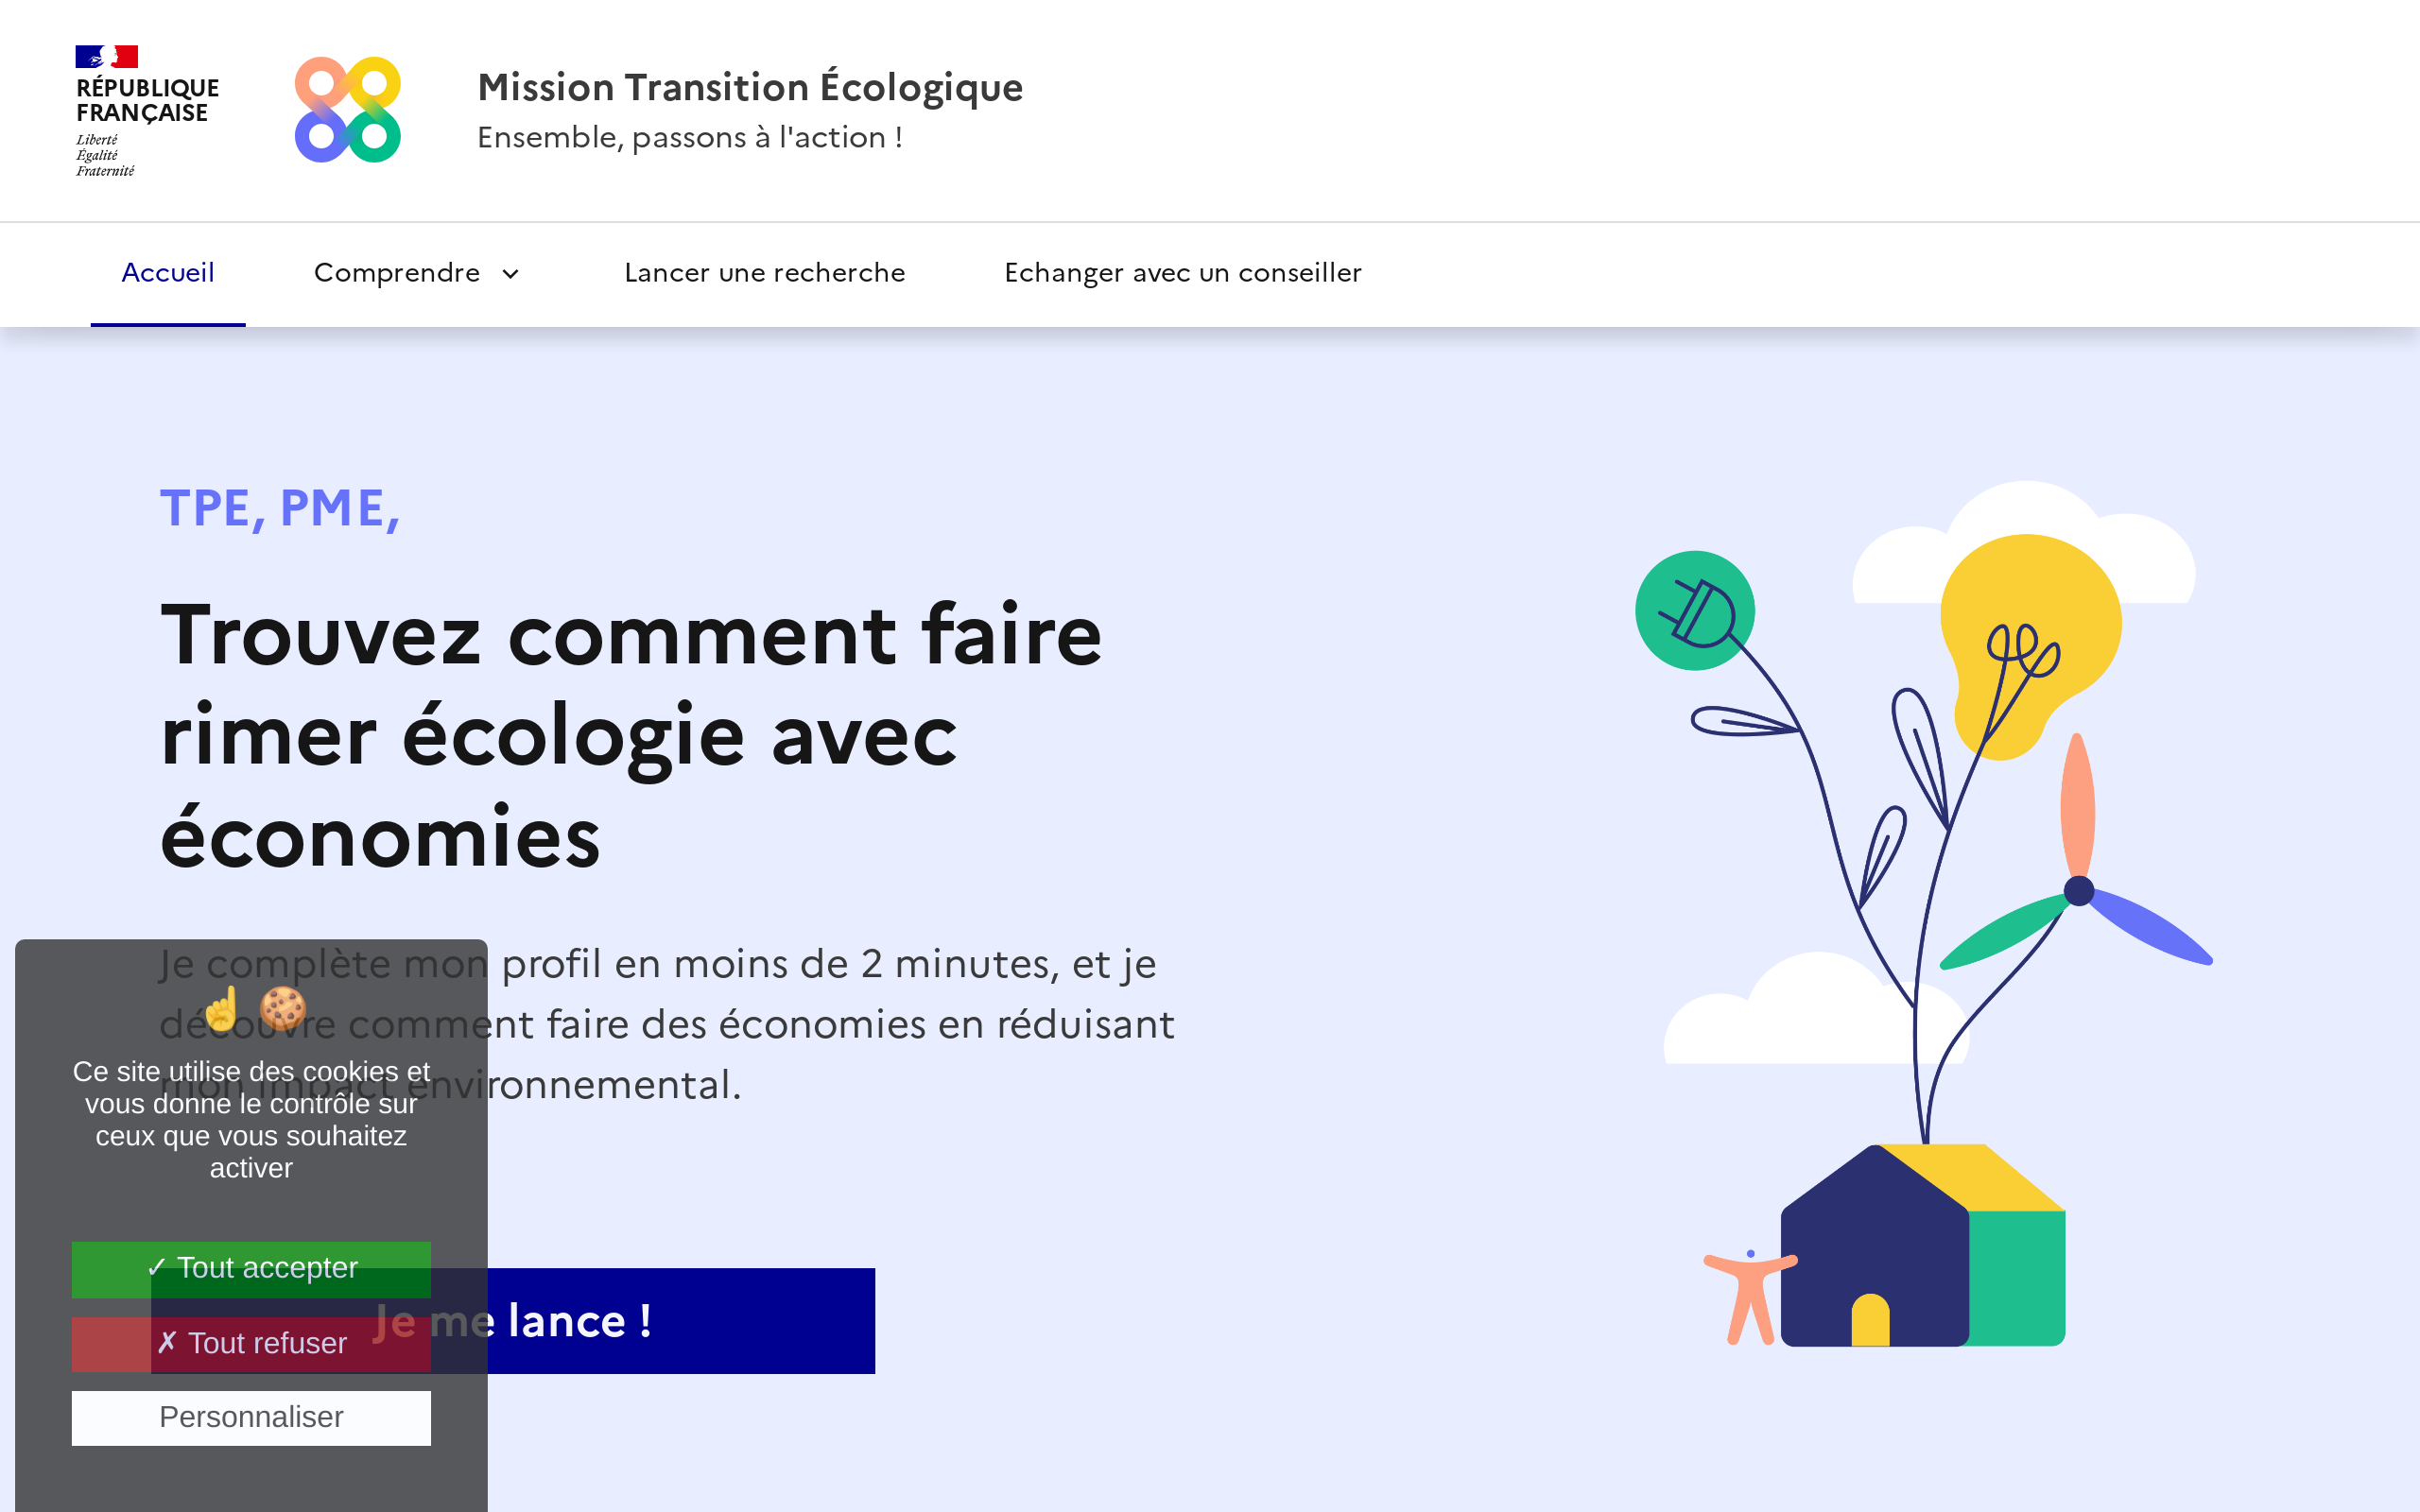 RÉPUBLIQUE
FRANÇAISE
Liberté
Égalité
Fraternité
Mission Transition Écologique
Ensemble, passons à l'action !
Accueil
Comprendre
Lancer une recherche
Echanger avec un conseiller
TPE, PME,
Trouvez comment faire
rimer écologie avec
économies
Je complète mon profil en moins de 2 minutes, et je
découvre comment faire des économies en réduisant
mon impact environnemental.
Je me lance !
☝️🍪
Ce site utilise des cookies et
vous donne le contrôle sur
ceux que vous souhaitez
activer
✓ Tout accepter
✗ Tout refuser
Personnaliser